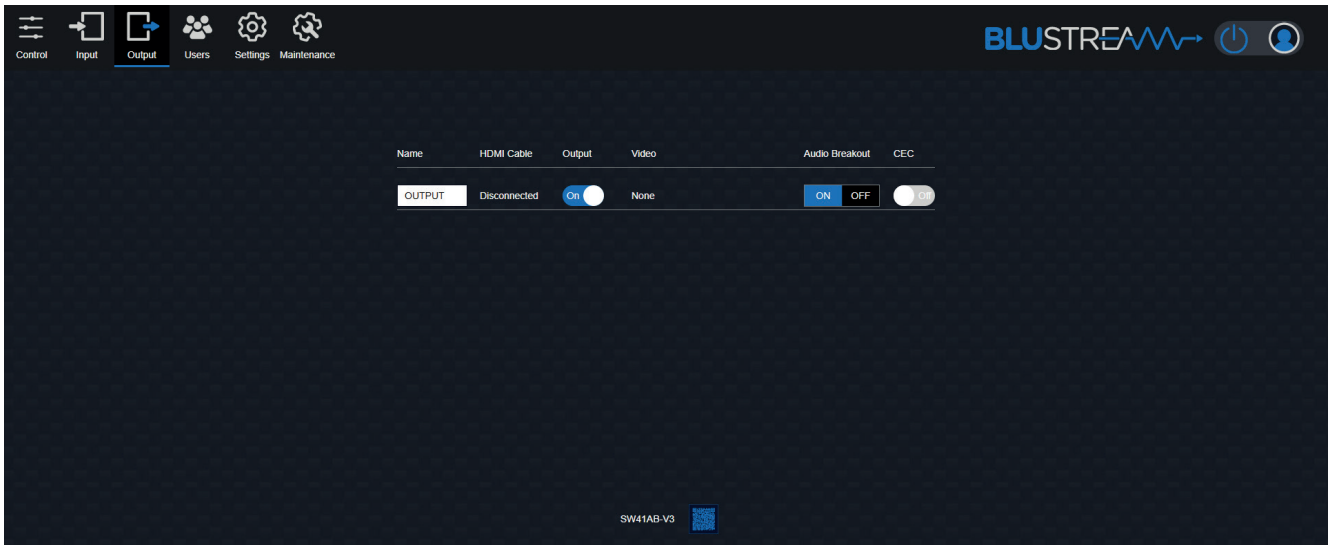 Control Input Output Users Settings Maintenance
BLUSTREAM
Name HDMI Cable Output Video Audio Breakout CEC
OUTPUT Disconnected On None ON OFF Off
SW41AB-V3